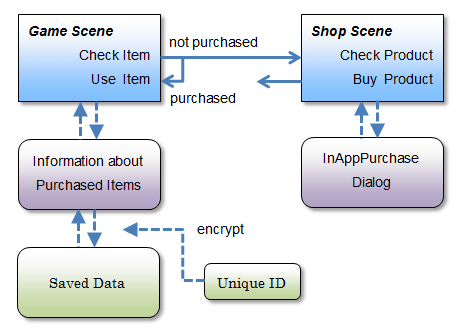 Game Scene
Check Item
Use Item
not purchased
purchased
Shop Scene
Check Product
Buy Product
Information about
Purchased Items
InAppPurchase
Dialog
encrypt
Saved Data
Unique ID